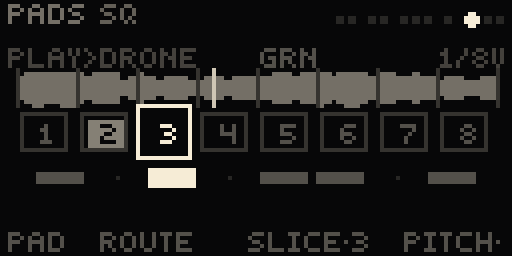 PADS SQ
PLAY>DRONE GRN 1/8V
1 2 3 4 5 6 7 8
PAD ROUTE SLICE·3 PITCH·